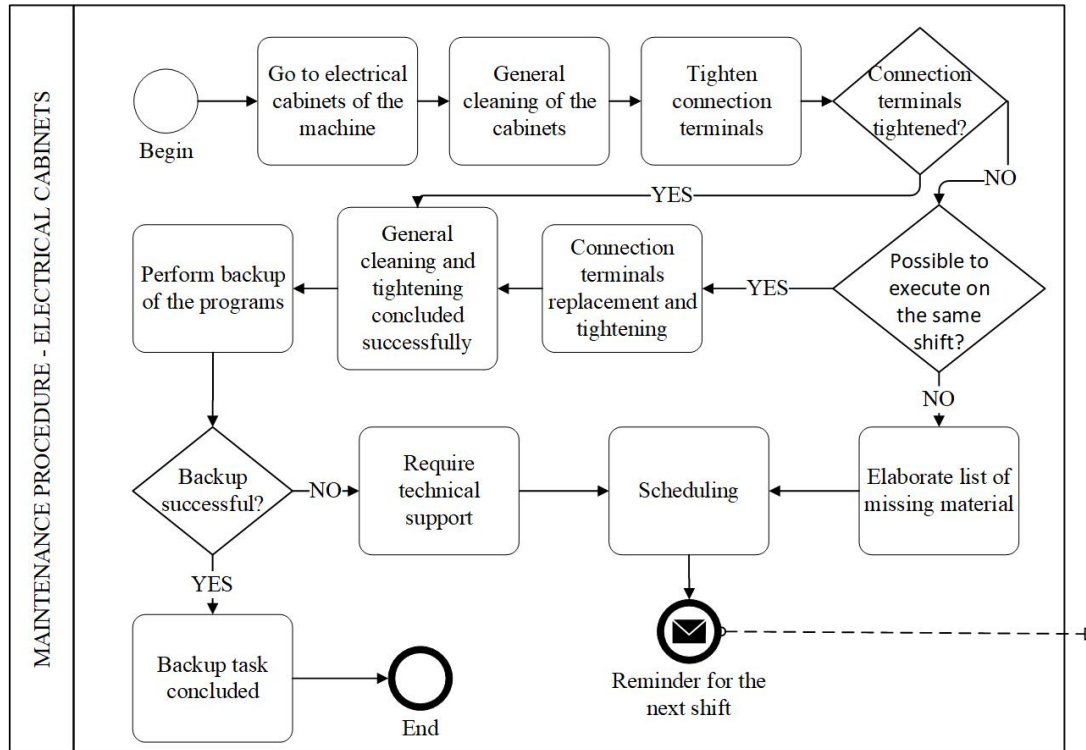 MAINTENANCE PROCEDURE - ELECTRICAL CABINETS
Begin
Go to electrical
cabinets of the
machine
General
cleaning of the
cabinets
Tighten
connection
terminals
Connection
terminals
tightened?
YES
NO
Possible to
execute on
the same
shift?
YES
NO
Connection
terminals
replacement and
tightening
General
cleaning and
tightening
concluded
successfully
Perform backup
of the programs
Backup
successful?
NO
YES
Require
technical
support
Scheduling
Elaborate list of
missing material
Backup task
concluded
End
Reminder for the
next shift